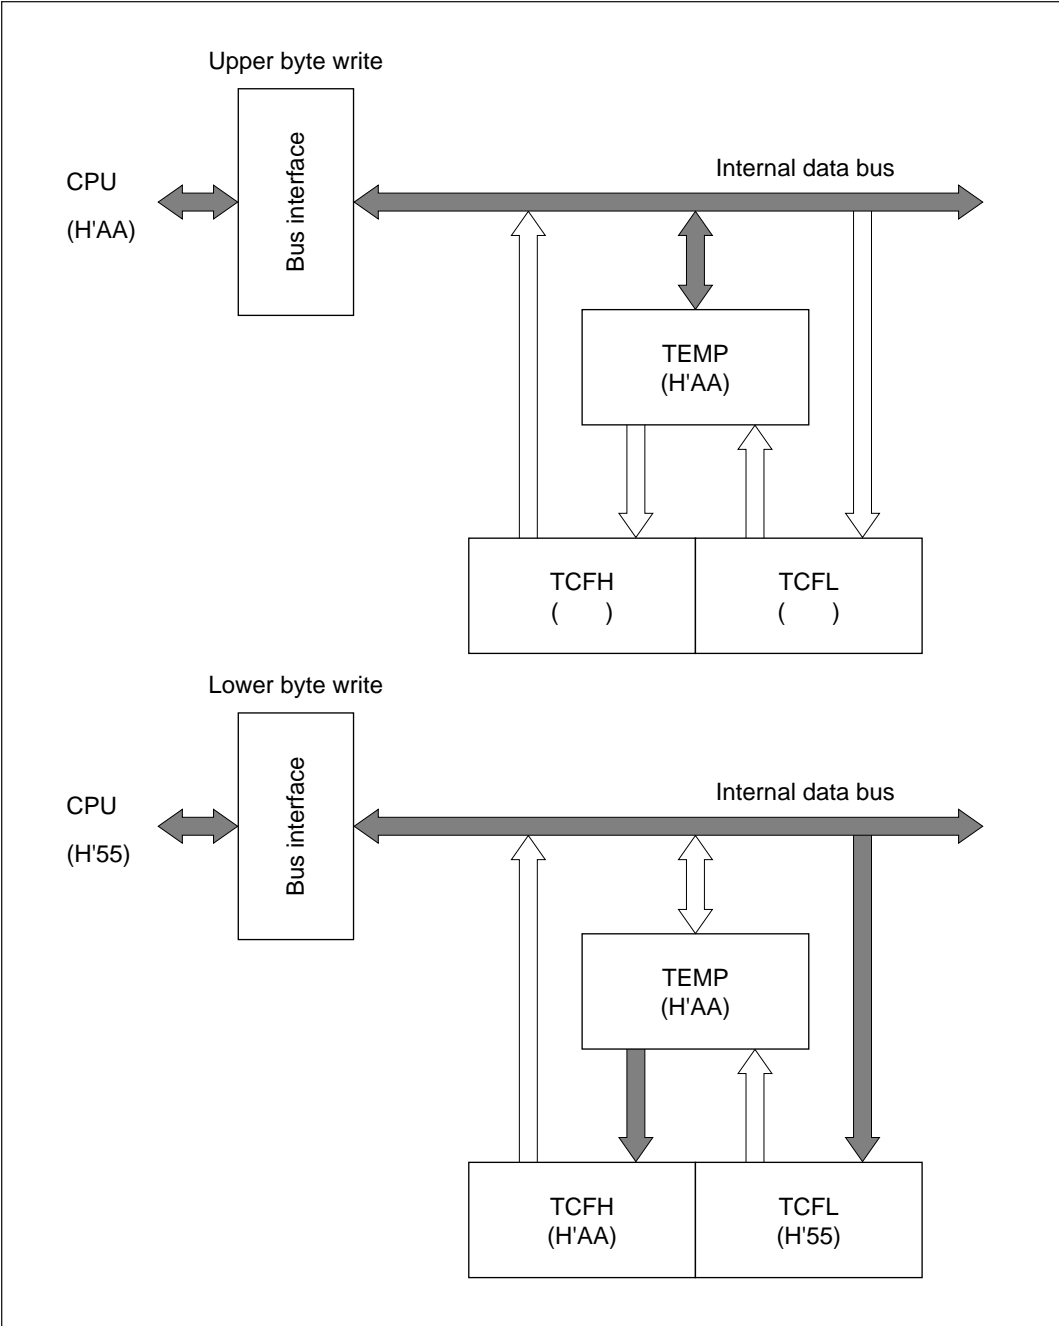 Upper byte write
CPU
(H'AA)
Bus interface
Internal data bus
TEMP
(H'AA)
TCFH
(      )
TCFL
(      )
Lower byte write
CPU
(H'55)
Bus interface
Internal data bus
TEMP
(H'AA)
TCFH
(H'AA)
TCFL
(H'55)